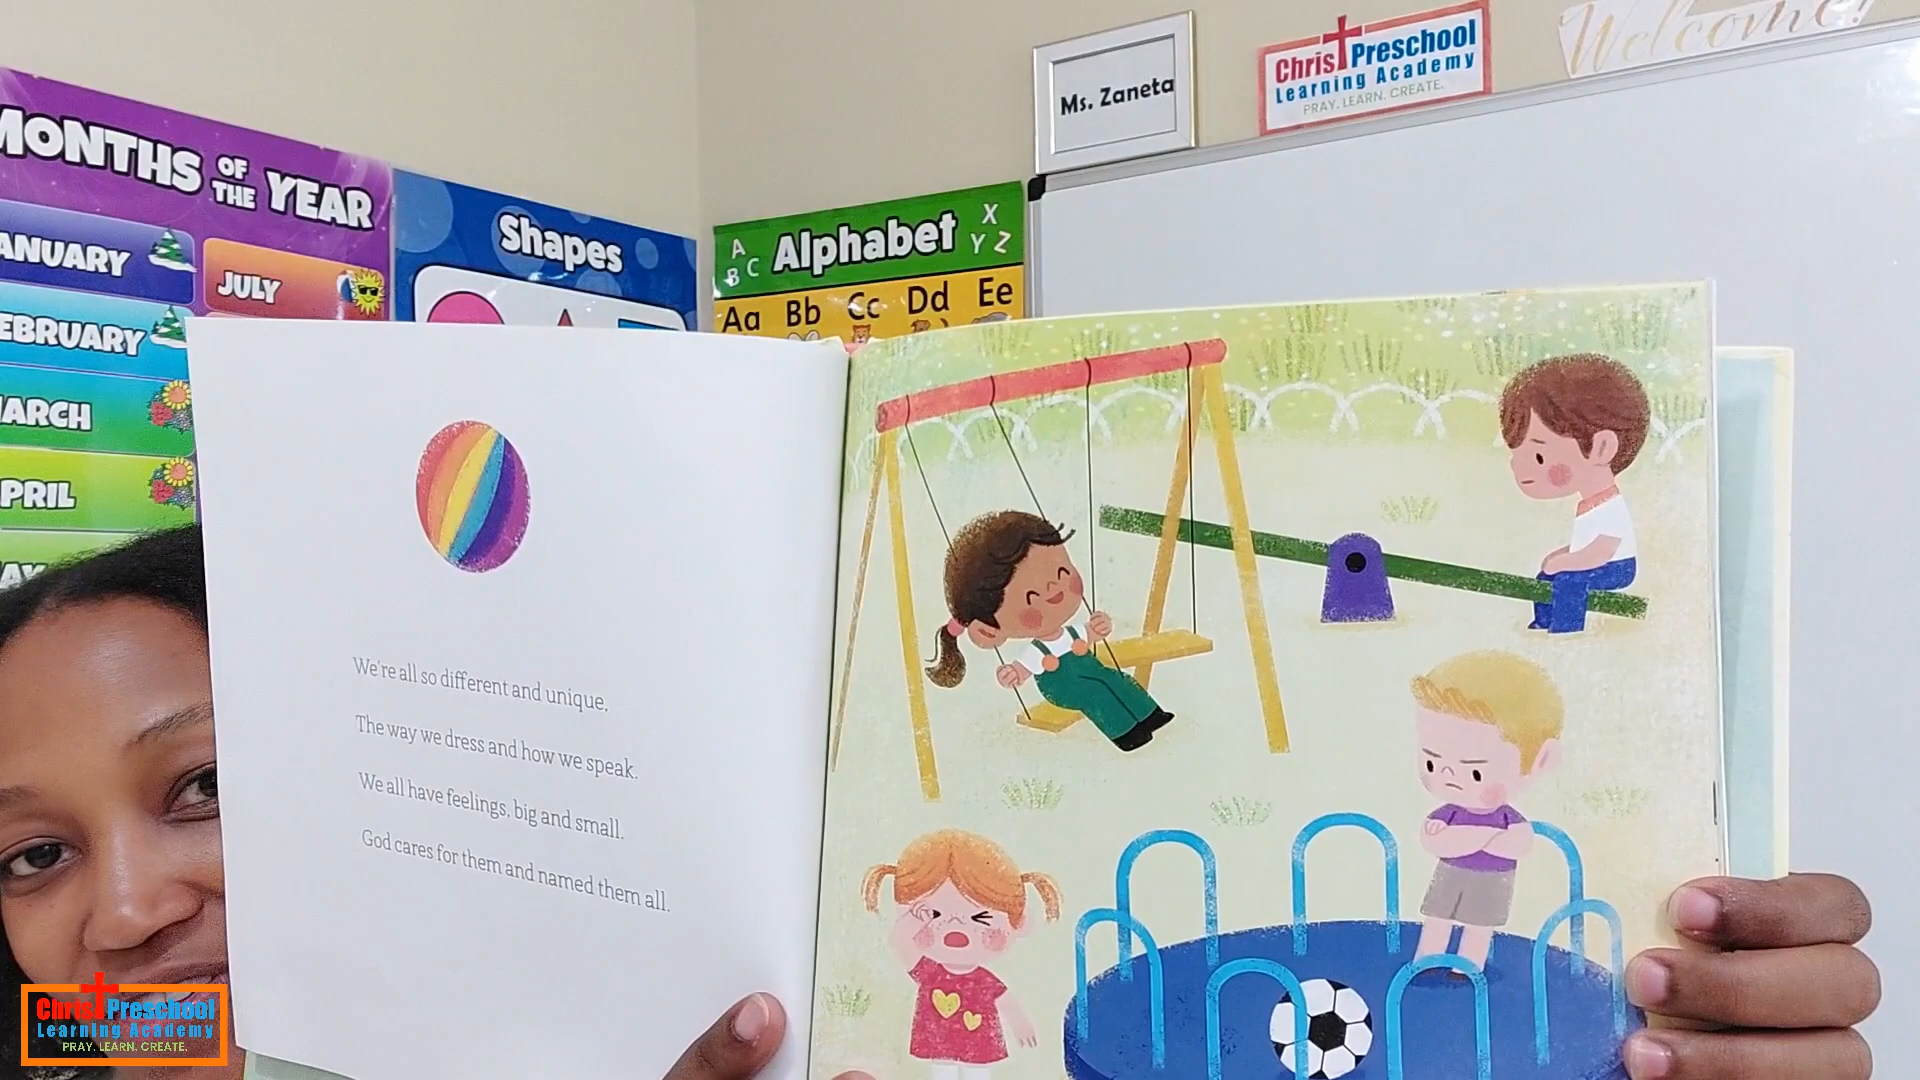 MONTHS OF THE YEAR
ANUARY
JULY
EBRUARY
ARCH
PRIL
AY
Shapes
A
B C
Alphabet
X
Y Z
Aa Bb Cc Dd Ee
Ms. Zaneta
Chris Preschool
Learning Academy
PRAY. LEARN. CREATE.
Welcome!
We're all so different and unique,
The way we dress and how we speak.
We all have feelings, big and small.
God cares for them and named them all.
Chris Preschool
Learning Academy
PRAY. LEARN. CREATE.